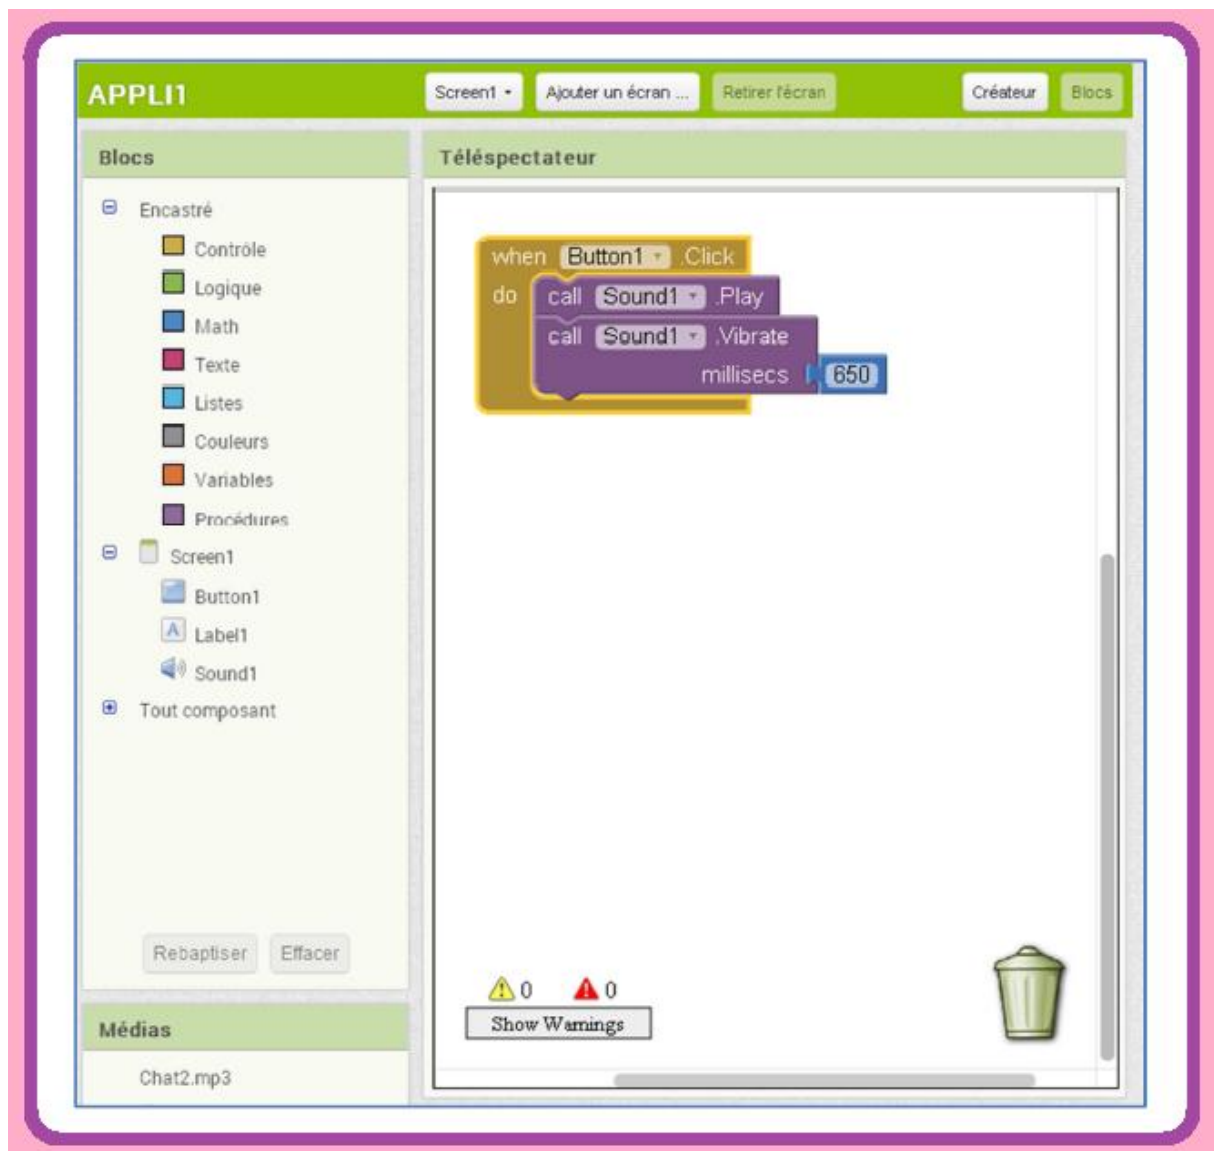 APPLI1
Screen1
Ajouter un écran ...
Retirer l'écran
Créateur
Blocs
Blocs
Encastré
Contrôle
Logique
Math
Texte
Listes
Couleurs
Variables
Procédures
Screen1
Button1
Label1
Sound1
Tout composant
Rebaptiser
Effacer
Médias
Chat2.mp3
Téléspectateur
when Button1 .Click
do call Sound1 .Play
call Sound1 .Vibrate
millisecs 650
0 0
Show Warnings